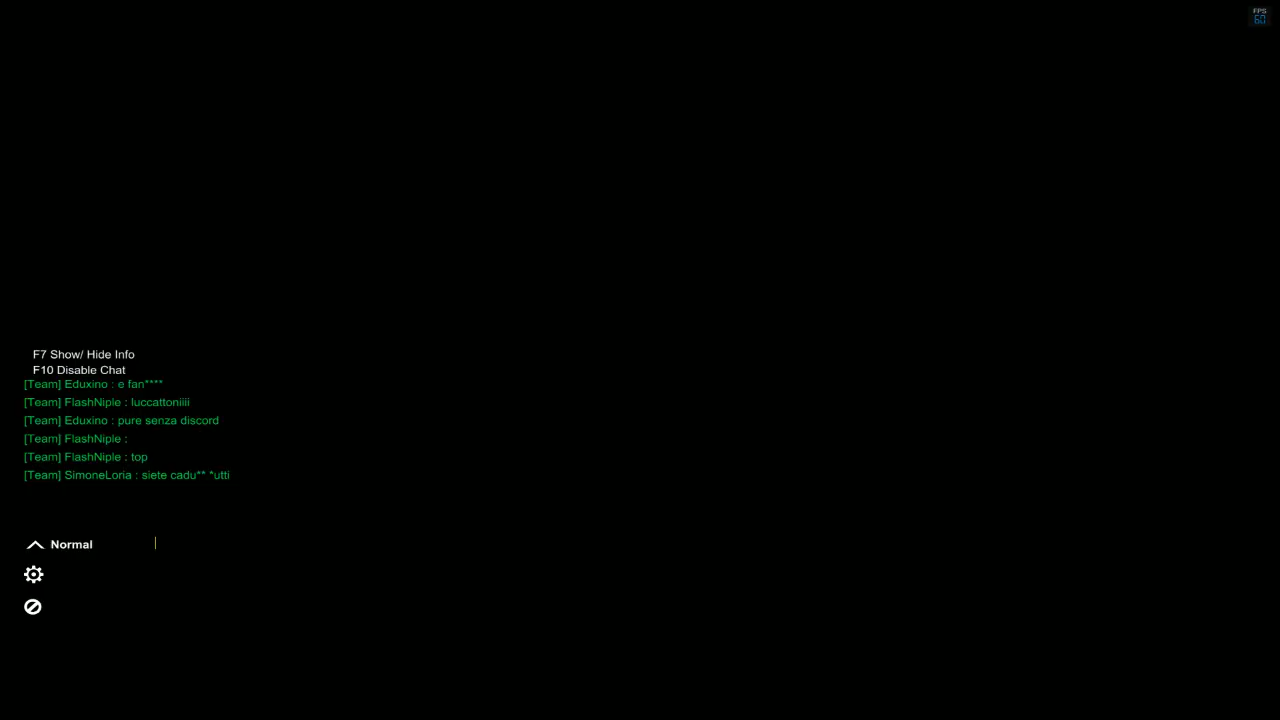 FPS
60
F7 Show/ Hide Info
F10 Disable Chat
[Team] Eduxino : e fan****
[Team] FlashNiple : luccattoniiii
[Team] Eduxino : pure senza discord
[Team] FlashNiple :
[Team] FlashNiple : top
[Team] SimoneLoria : siete cadu** *utti
Normal